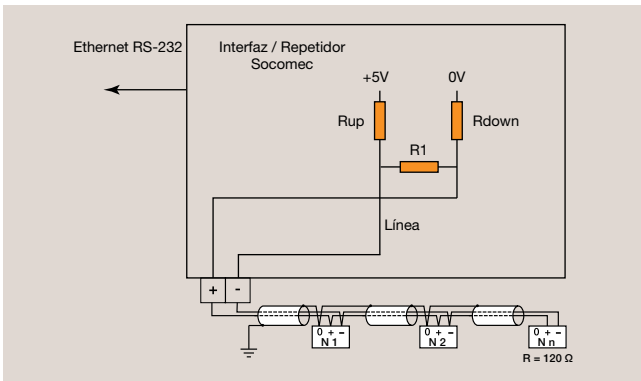 Ethernet RS-232
Interfaz / Repetidor
Socomec
+5V
0V
Rup
Rdown
R1
Línea
+ -
0 + -
N 1
0 + -
N 2
0 + -
N n
R = 120 Ω